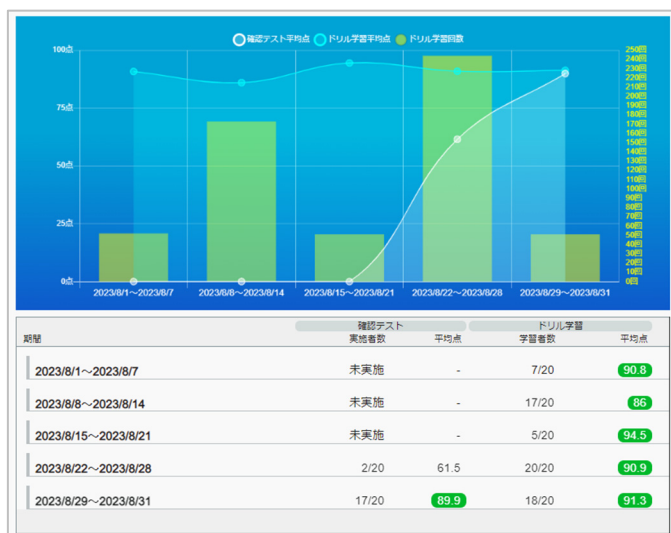 確認テスト平均点 ドリル学習平均点 ドリル学習回数
100点
75点
50点
25点
0点
250回
240回
230回
220回
210回
200回
190回
180回
170回
160回
150回
140回
130回
120回
110回
100回
90回
80回
70回
60回
50回
40回
30回
20回
10回
0回
2023/8/1～2023/8/7 2023/8/8～2023/8/14 2023/8/15～2023/8/21 2023/8/22～2023/8/28 2023/8/29～2023/8/31
確認テスト ドリル学習
期間 実施者数 平均点 学習者数 平均点
2023/8/1～2023/8/7 未実施 - 7/20 90.8
2023/8/8～2023/8/14 未実施 - 17/20 86
2023/8/15～2023/8/21 未実施 - 5/20 94.5
2023/8/22～2023/8/28 2/20 61.5 20/20 90.9
2023/8/29～2023/8/31 17/20 89.9 18/20 91.3